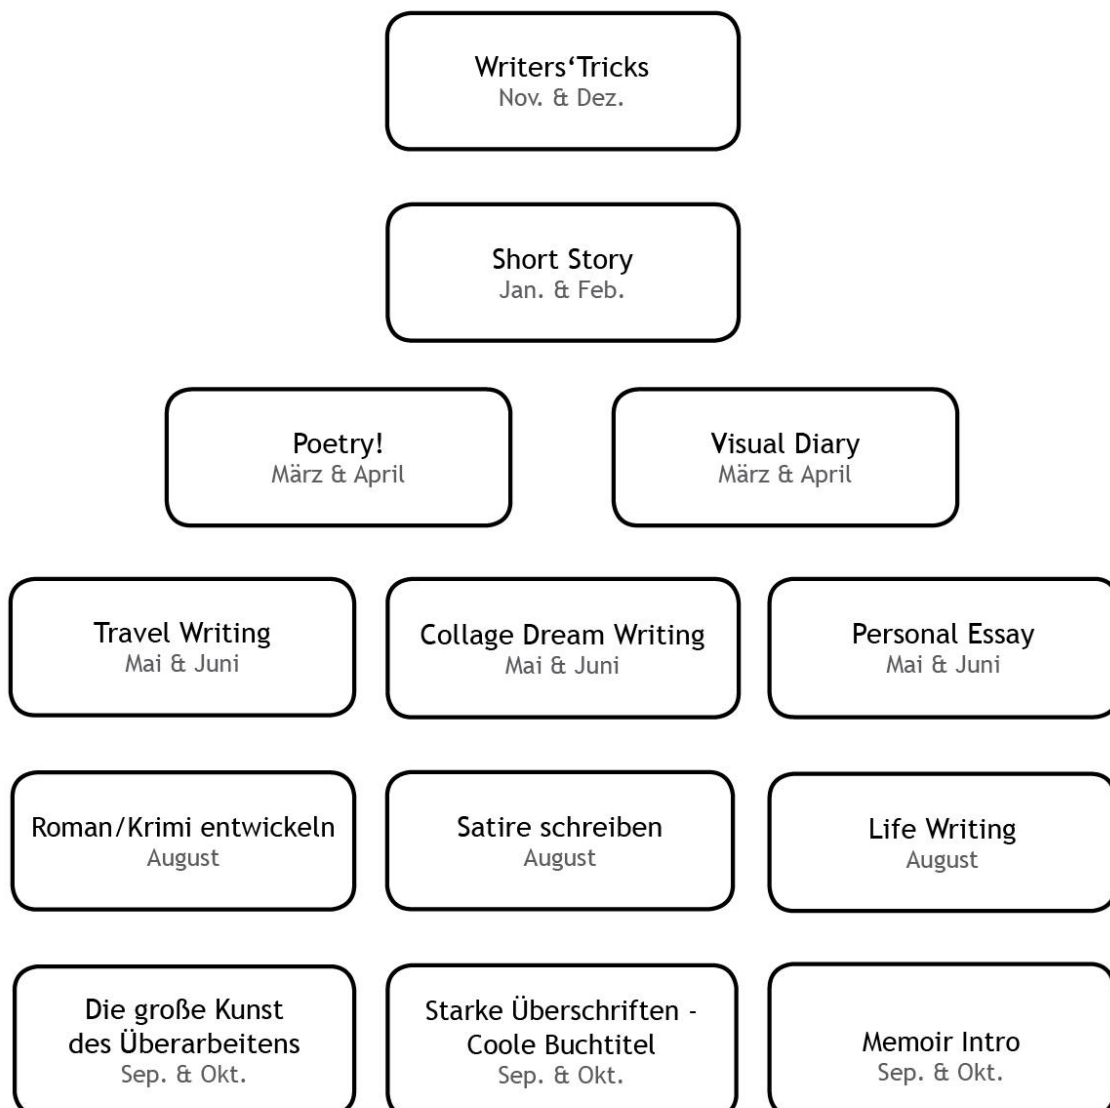 Writers‘Tricks
Nov. & Dez.
Short Story
Jan. & Feb.
Poetry!
März & April
Visual Diary
März & April
Travel Writing
Mai & Juni
Collage Dream Writing
Mai & Juni
Personal Essay
Mai & Juni
Roman/Krimi entwickeln
August
Satire schreiben
August
Life Writing
August
Die große Kunst
des Überarbeitens
Sep. & Okt.
Starke Überschriften -
Coole Buchtitel
Sep. & Okt.
Memoir Intro
Sep. & Okt.